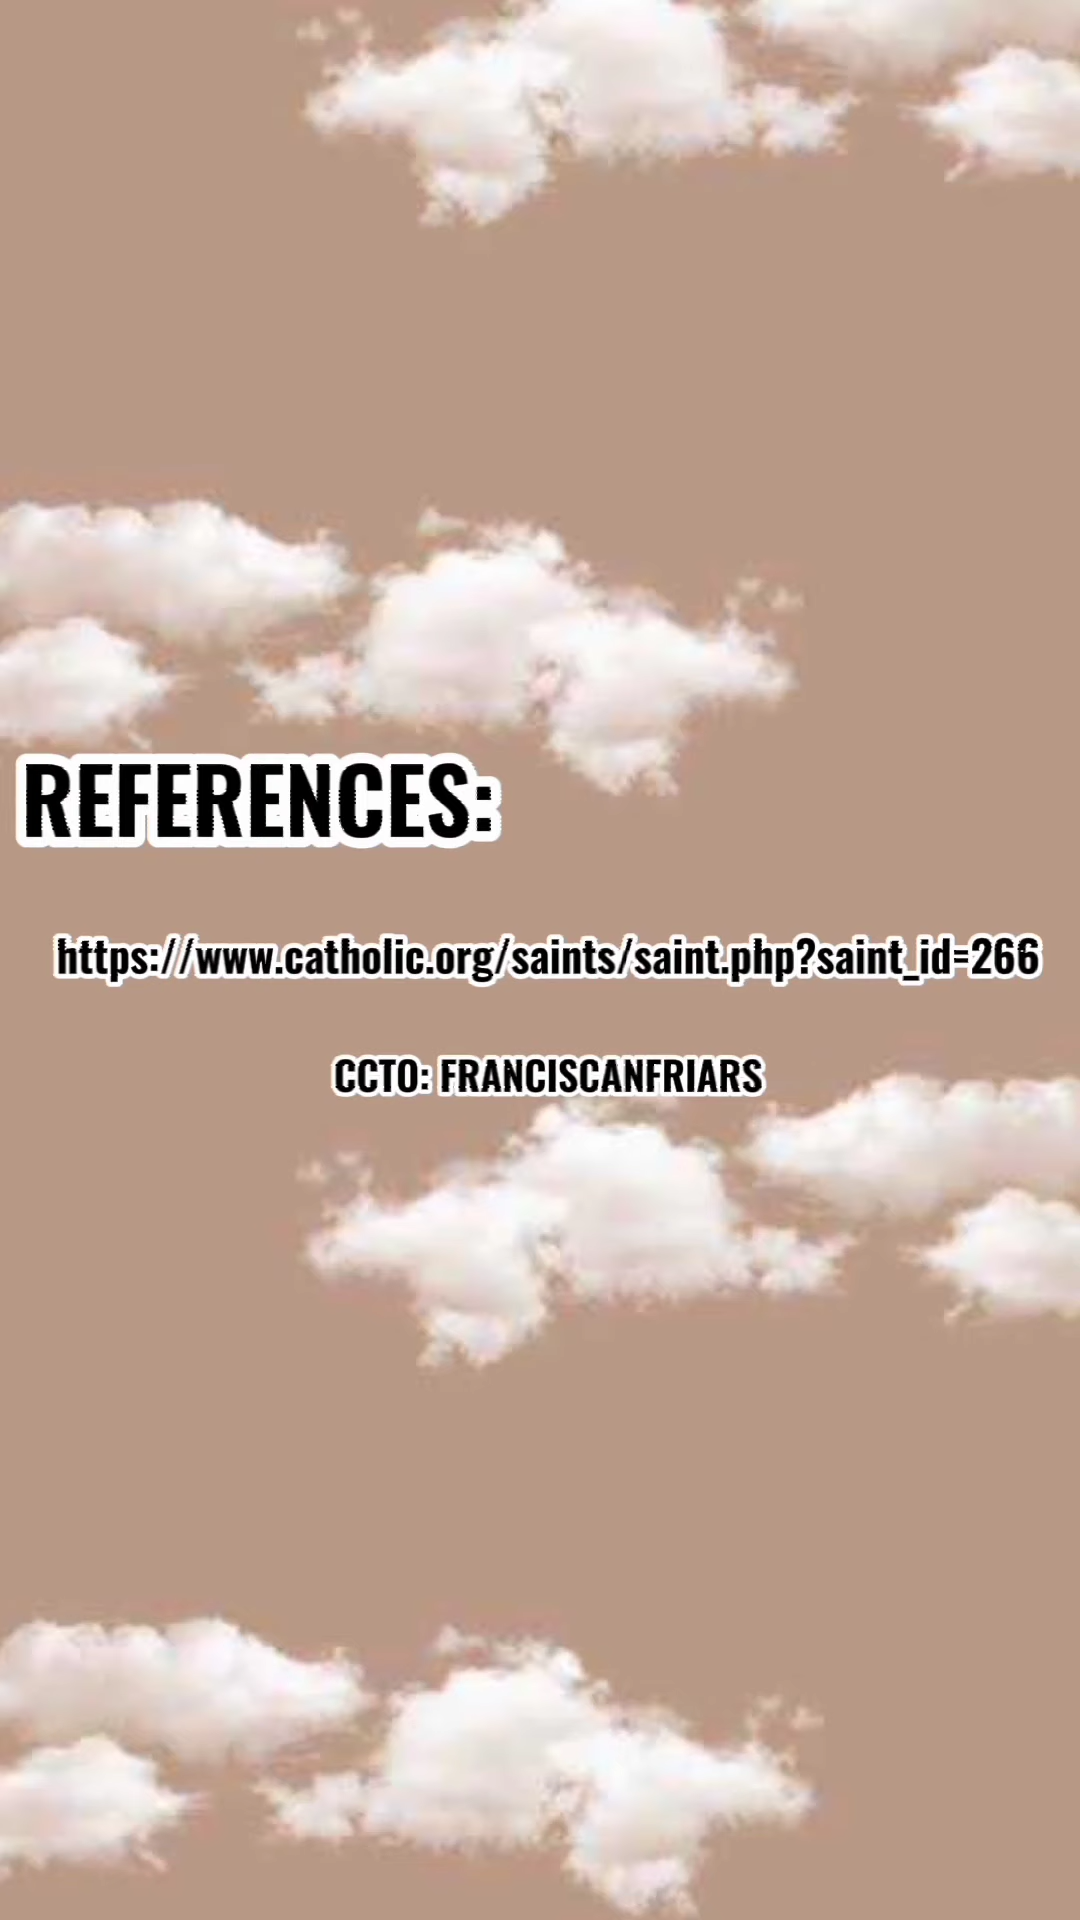 REFERENCES:
https://www.catholic.org/saints/saint.php?saint_id=266
CCTO: FRANCISCANFRIARS